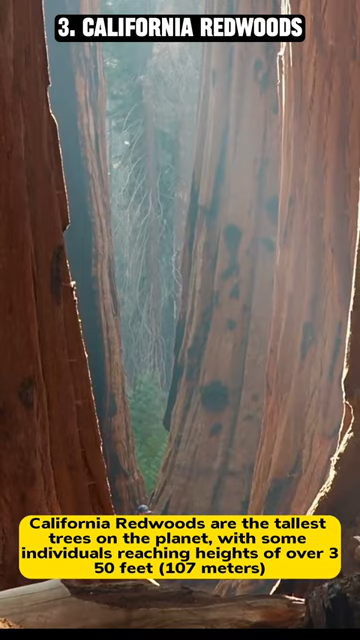 3. CALIFORNIA REDWOODS
California Redwoods are the tallest
trees on the planet, with some
individuals reaching heights of over 3
50 feet (107 meters)